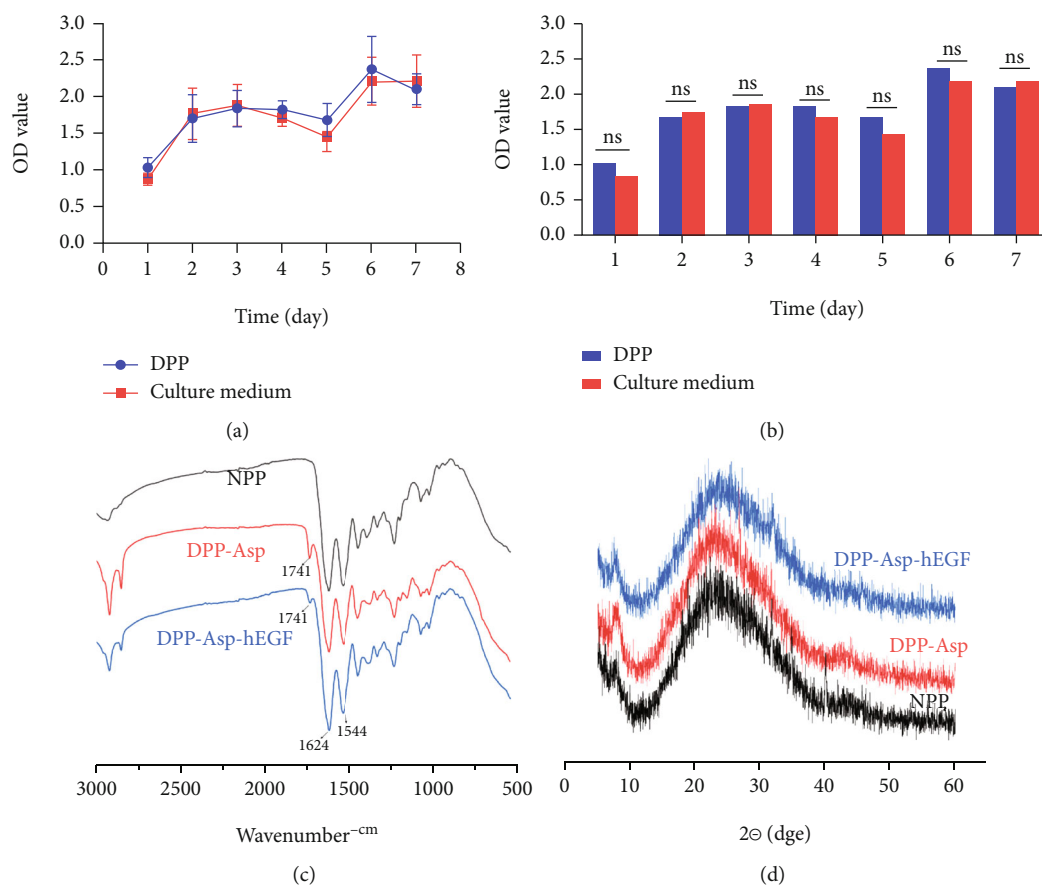 3.0
2.5
2.0
1.5
1.0
0.5
0.0
OD value
0 1 2 3 4 5 6 7 8
Time (day)
DPP
Culture medium
(a)
3.0
2.5
2.0
1.5
1.0
0.5
0.0
OD value
ns ns ns ns ns ns ns
1 2 3 4 5 6 7
Time (day)
DPP
Culture medium
(b)
NPP
DPP-Asp
1741
DPP-Asp-hEGF
1741
1624
1544
3000 2500 2000 1500 1000 500
Wavenumber–cm
(c)
DPP-Asp-hEGF
DPP-Asp
NPP
0 10 20 30 40 50 60
2Θ (dge)
(d)